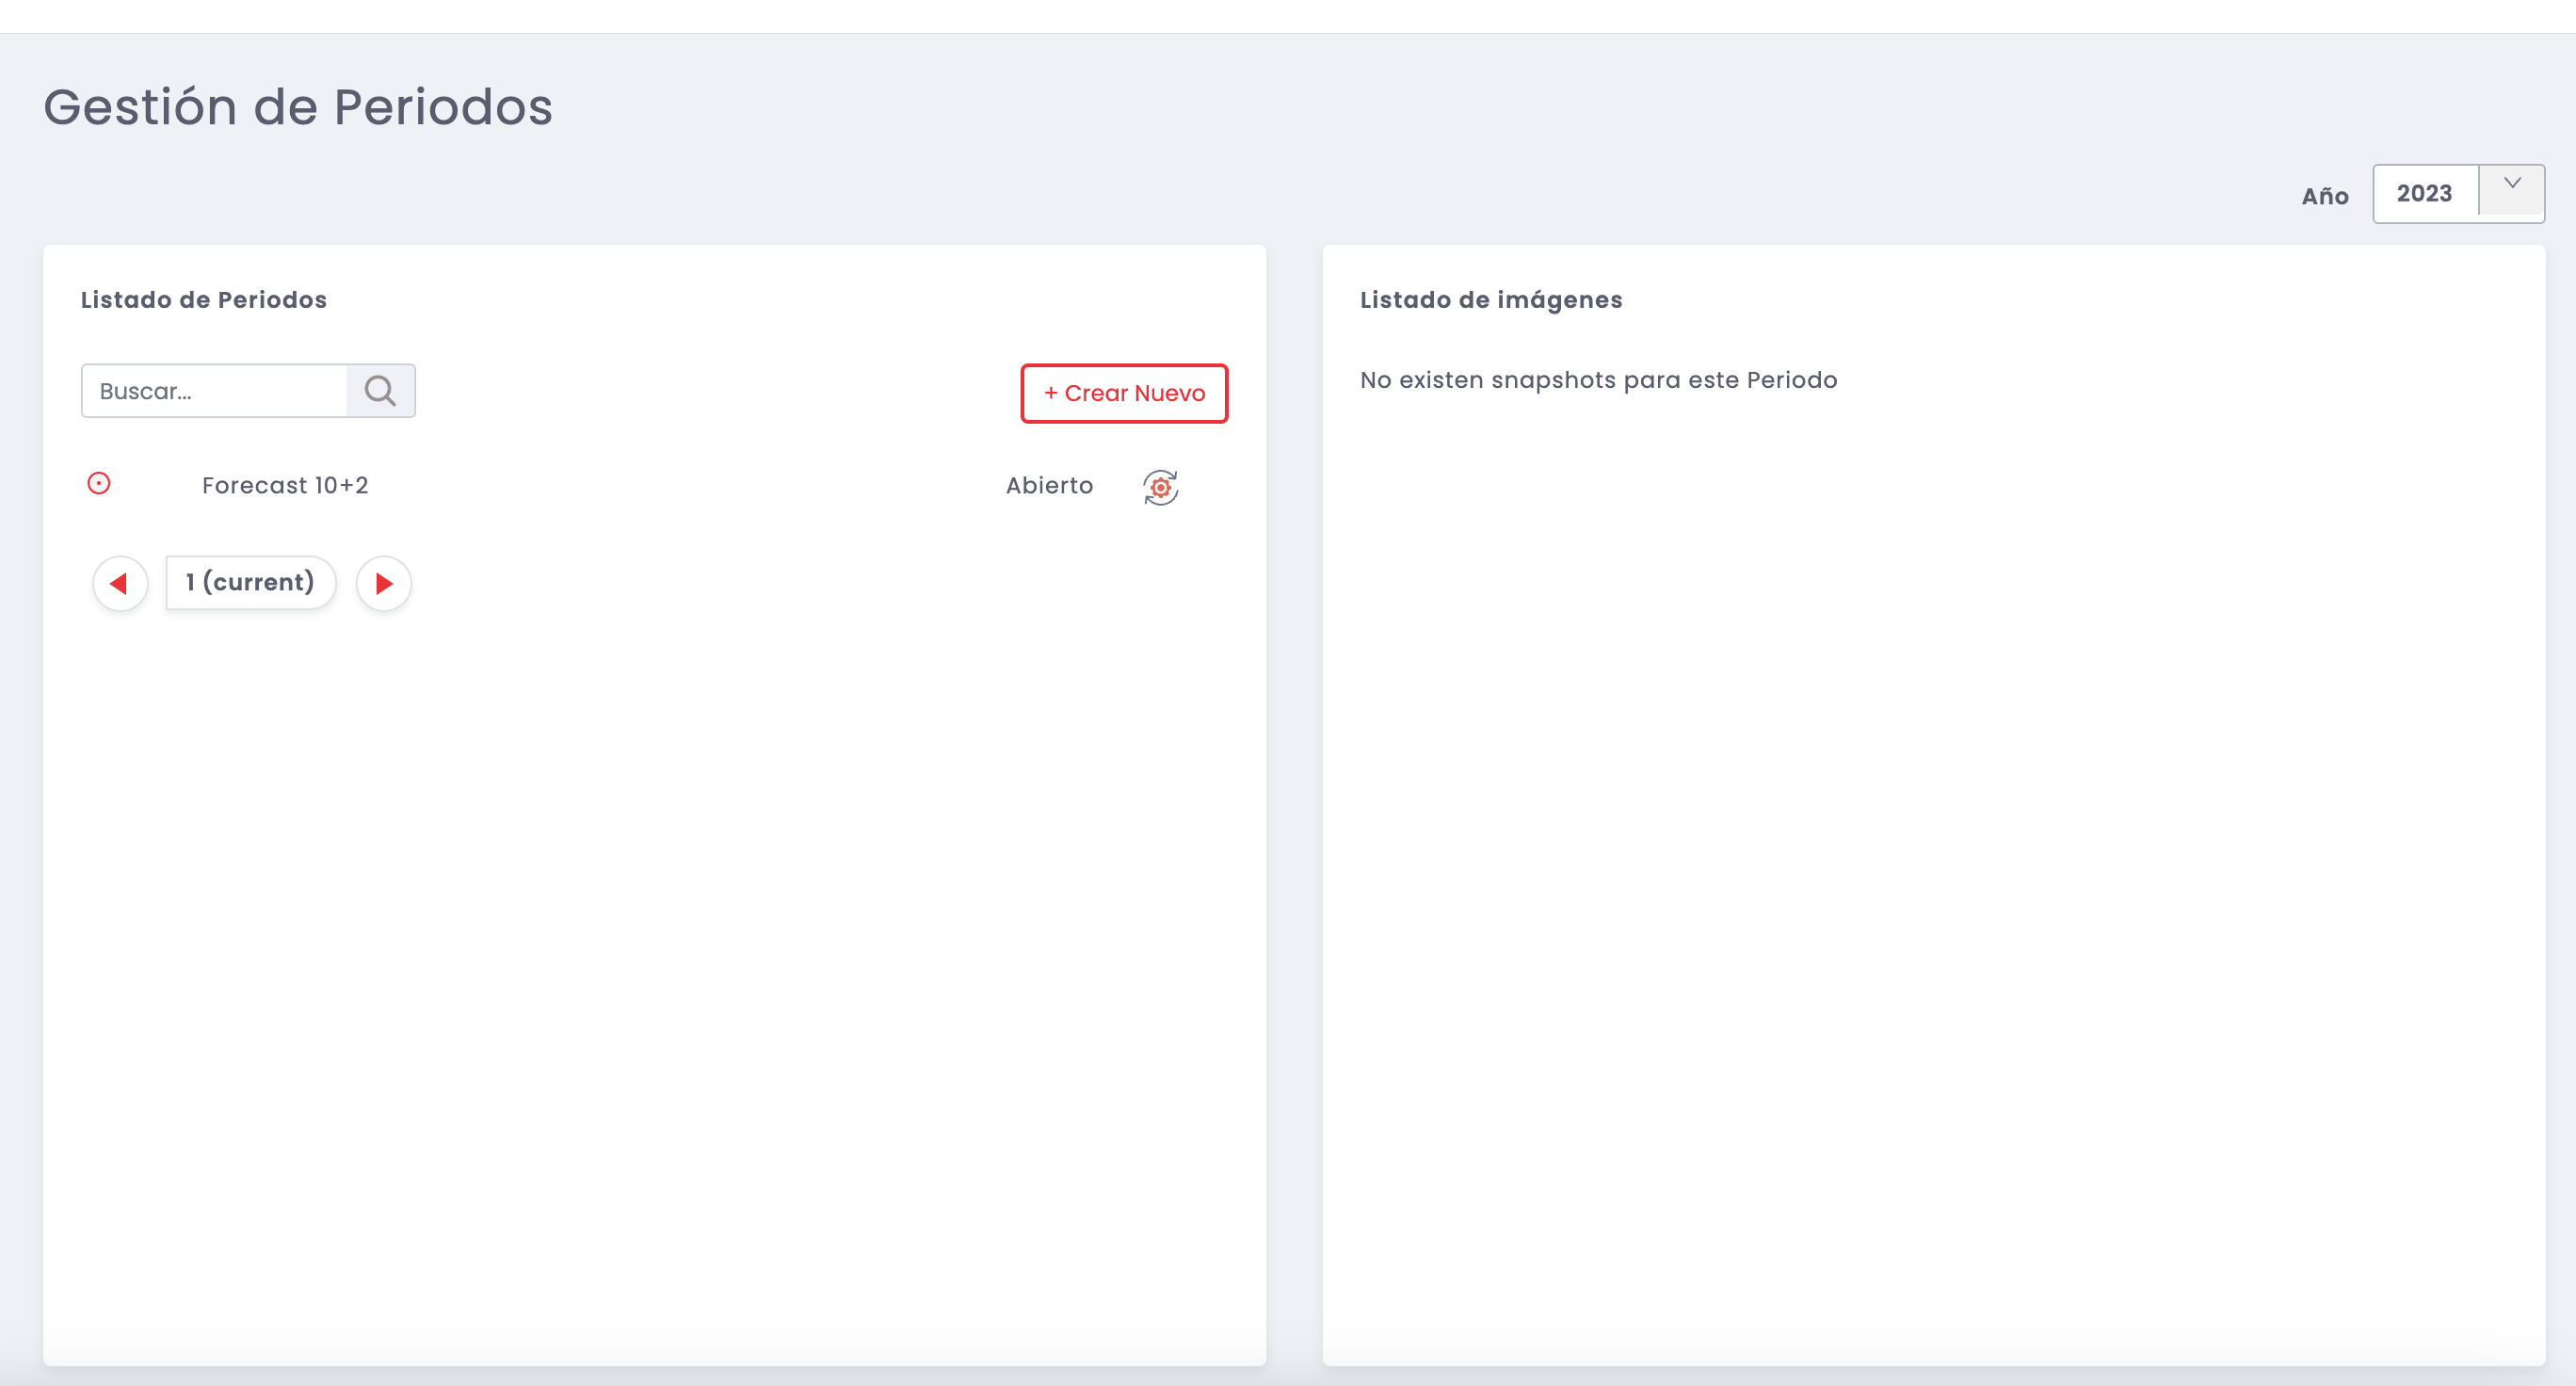 Gestión de Periodos
Año 2023
Listado de Periodos
Buscar...
+ Crear Nuevo
Forecast 10+2 Abierto
1 (current)
Listado de imágenes
No existen snapshots para este Periodo